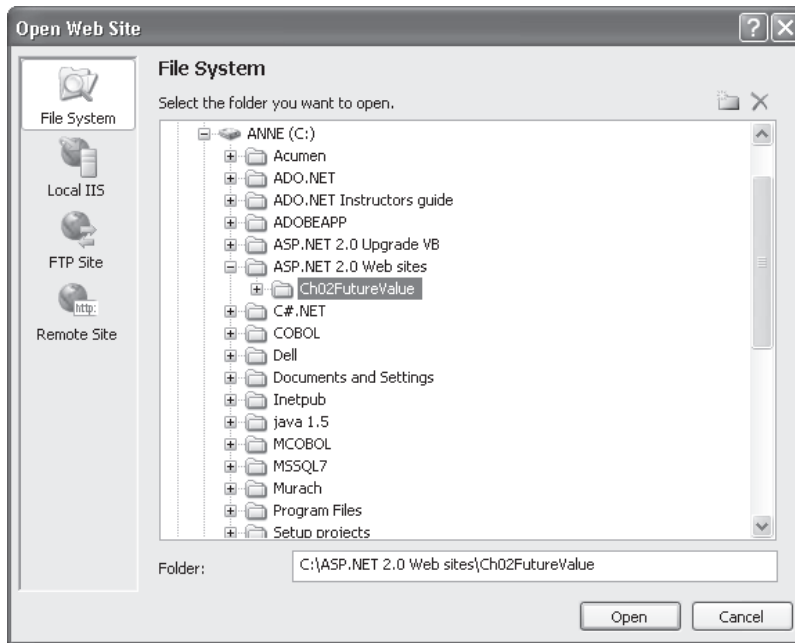 Open Web Site
File System
Local IIS
FTP Site
http:
Remote Site
File System
Select the folder you want to open.
ANNE (C:)
Acumen
ADO.NET
ADO.NET Instructors guide
ADOBEAPP
ASP.NET 2.0 Upgrade VB
ASP.NET 2.0 Web sites
Ch02FutureValue
C#.NET
COBOL
Dell
Documents and Settings
Inetpub
java 1.5
MCOBOL
MSSQL7
Murach
Program Files
Setup projects
Folder:
C:\ASP.NET 2.0 Web sites\Ch02FutureValue
Open
Cancel